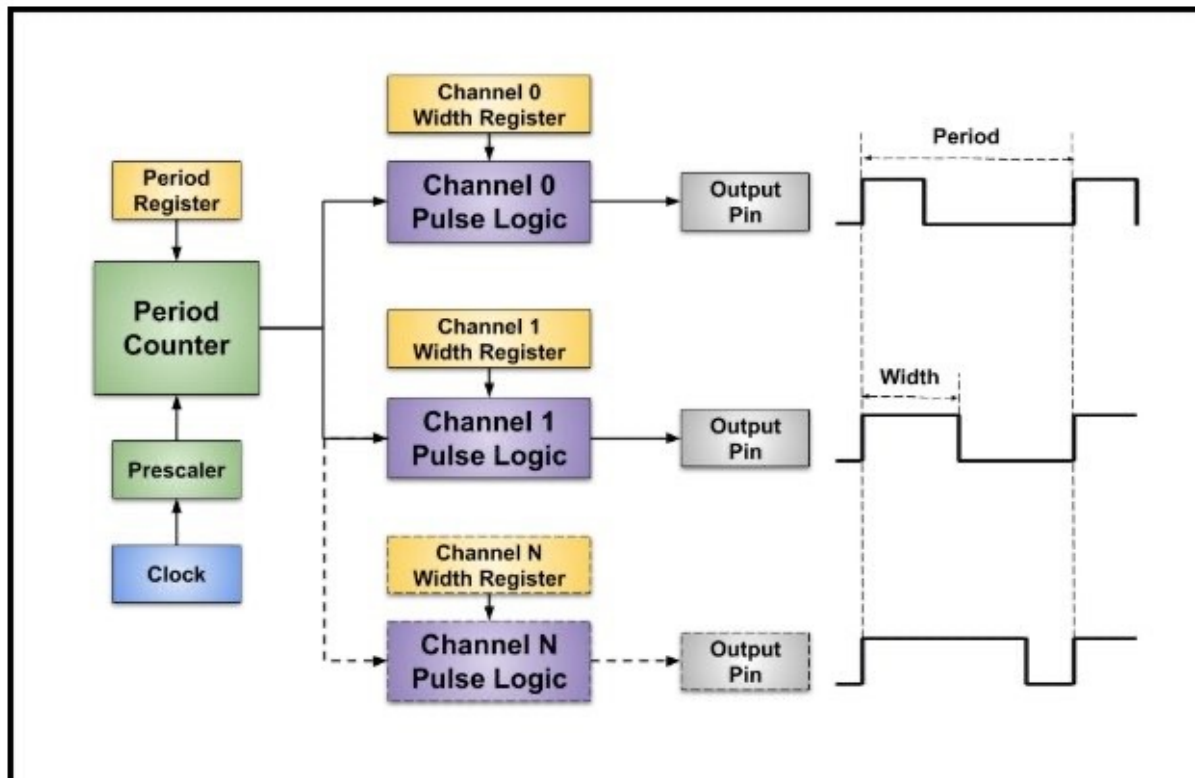 Channel 0
Width Register
Period
Period
Register
Channel 0
Pulse Logic
Output
Pin
Period
Counter
Channel 1
Width Register
Width
Channel 1
Pulse Logic
Output
Pin
Prescaler
Channel N
Width Register
Clock
Channel N
Pulse Logic
Output
Pin